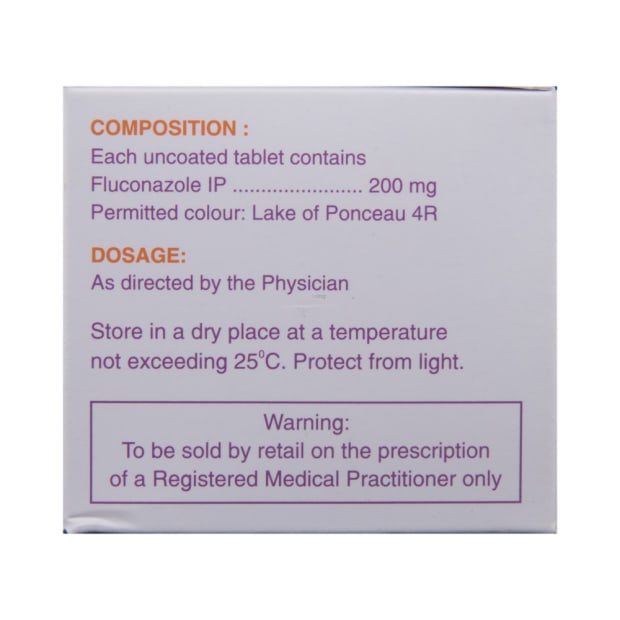 COMPOSITION :
Each uncoated tablet contains
Fluconazole IP ....................... 200 mg
Permitted colour: Lake of Ponceau 4R
DOSAGE:
As directed by the Physician
Store in a dry place at a temperature
not exceeding 25⁰C. Protect from light.
Warning:
To be sold by retail on the prescription
of a Registered Medical Practitioner only